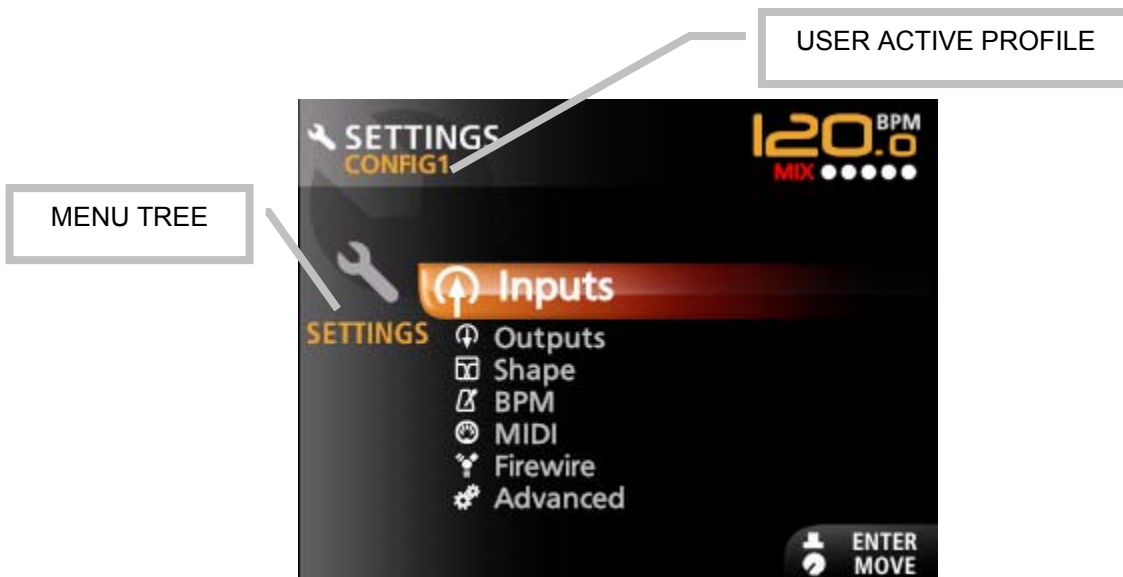 USER ACTIVE PROFILE
SETTINGS
CONFIG1
120.0 BPM
MIX
MENU TREE
SETTINGS
Inputs
Outputs
Shape
BPM
MIDI
Firewire
Advanced
ENTER
MOVE